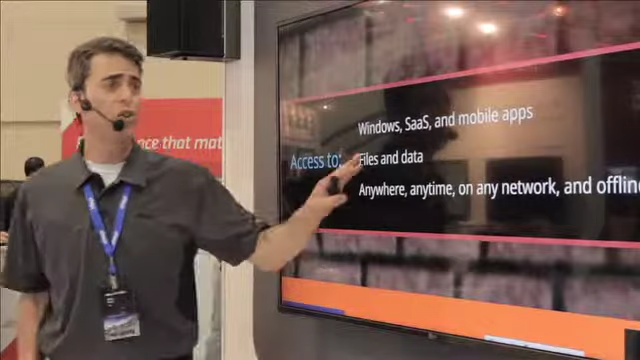 Windows, SaaS, and mobile apps
Access to: Files and data
Anywhere, anytime, on any network, and offline
that mat